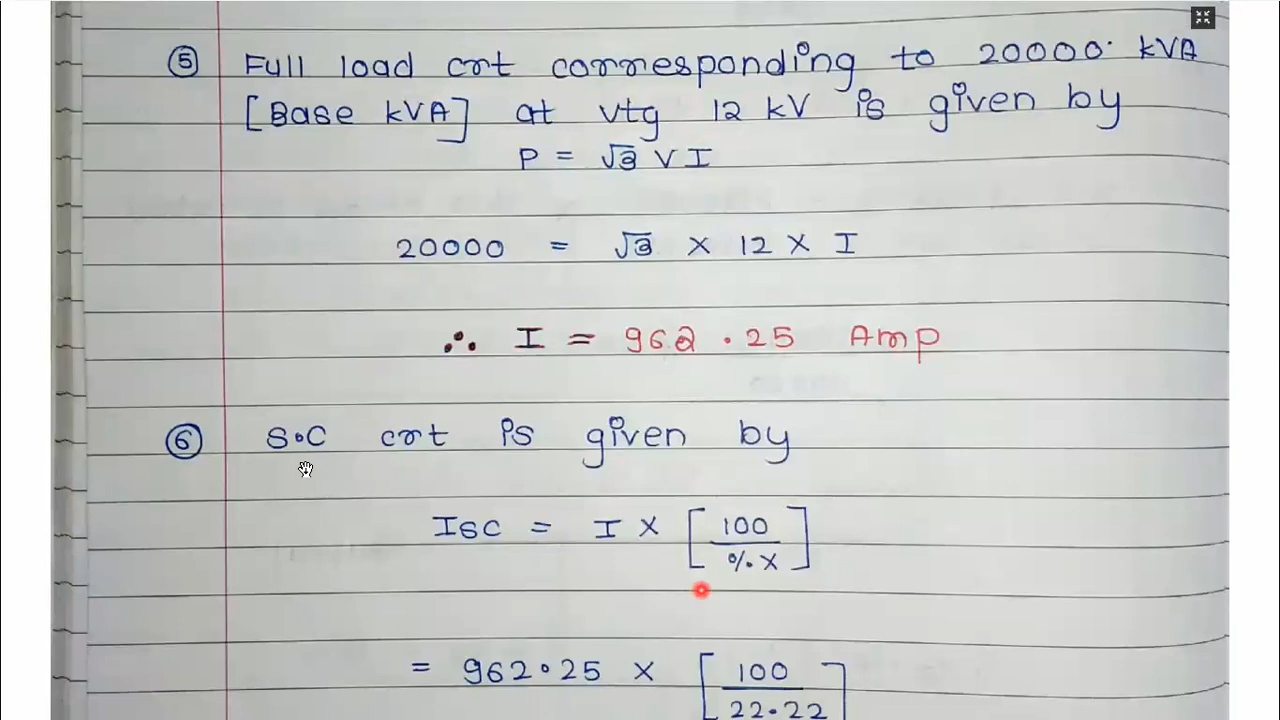 ⑤ Full load crt corresponding to 20000 kVA
[Base kVA] at vtg 12 kV is given by
P = √3 V I
20000 = √3 × 12 × I
∴ I = 962.25 Amp
⑥ S.C crt is given by
Isc = I × [100 / %X]
= 962.25 × [100 / 22.22]